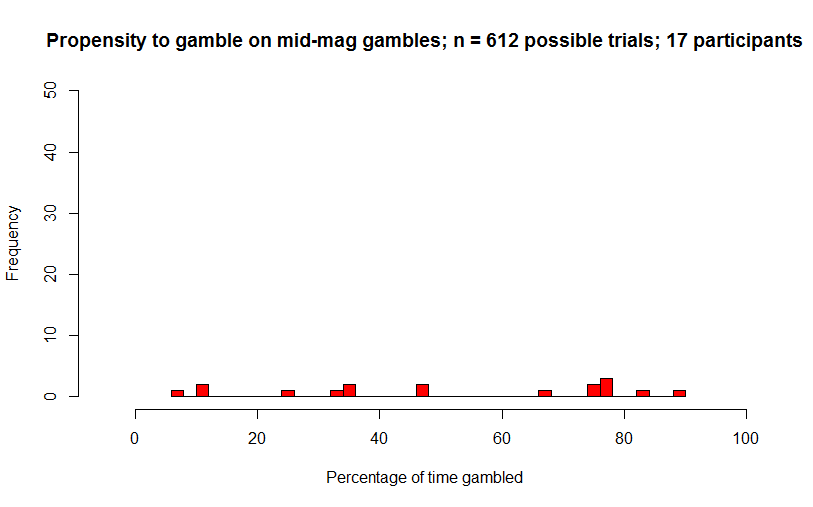 Propensity to gamble on mid-mag gambles; n = 612 possible trials; 17 participants
50
40
30
20
10
0
Frequency
0 20 40 60 80 100
Percentage of time gambled